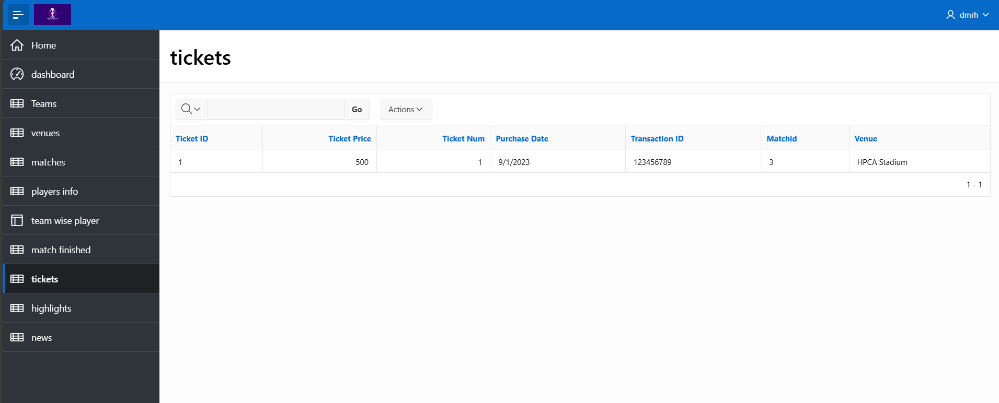 dmrh
Home
dashboard
Teams
venues
matches
players info
team wise player
match finished
tickets
highlights
news
tickets
Go Actions
Ticket ID Ticket Price Ticket Num Purchase Date Transaction ID Matchid Venue
1 500 1 9/1/2023 123456789 3 HPCA Stadium
1 - 1